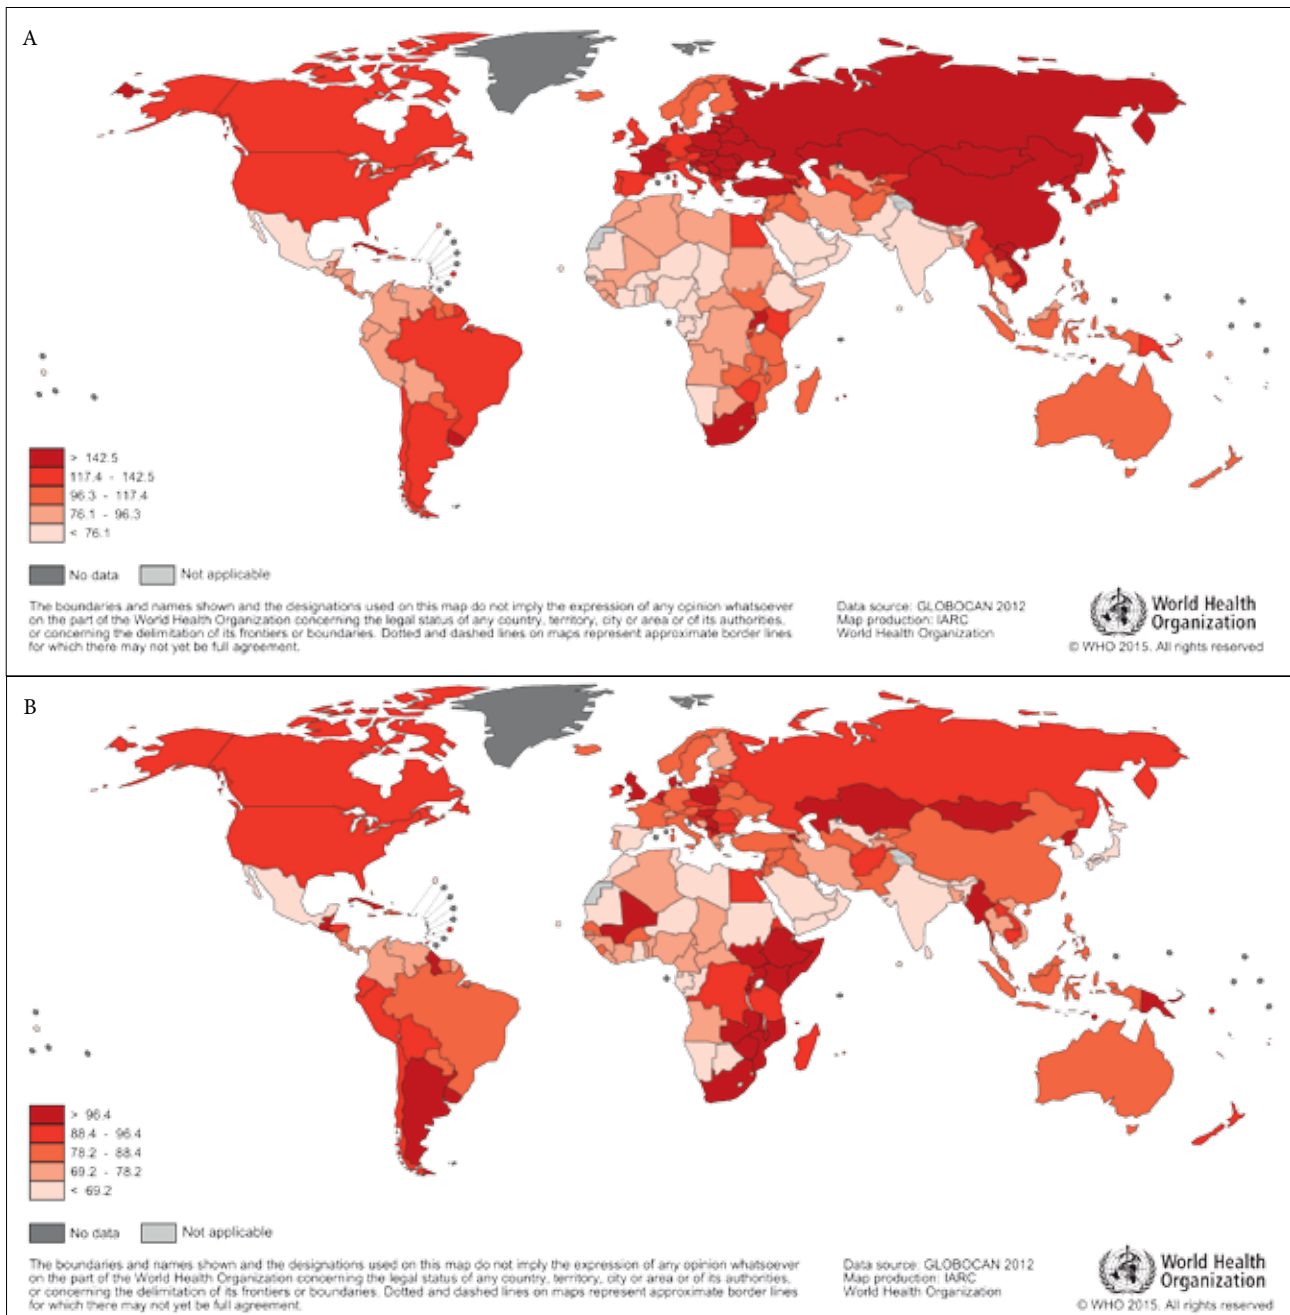 A
> 142.5
117.4 - 142.5
96.3 - 117.4
76.1 - 96.3
< 76.1
No data
Not applicable
The boundaries and names shown and the designations used on this map do not imply the expression of any opinion whatsoever
on the part of the World Health Organization concerning the legal status of any country, territory, city or area or of its authorities,
or concerning the delimitation of its frontiers or boundaries. Dotted and dashed lines on maps represent approximate border lines
for which there may not yet be full agreement.
Data source: GLOBOCAN 2012
Map production: IARC
World Health Organization
World Health
Organization
© WHO 2015. All rights reserved
B
> 96.4
88.4 - 96.4
78.2 - 88.4
69.2 - 78.2
< 69.2
No data
Not applicable
The boundaries and names shown and the designations used on this map do not imply the expression of any opinion whatsoever
on the part of the World Health Organization concerning the legal status of any country, territory, city or area or of its authorities,
or concerning the delimitation of its frontiers or boundaries. Dotted and dashed lines on maps represent approximate border lines
for which there may not yet be full agreement.
Data source: GLOBOCAN 2012
Map production: IARC
World Health Organization
World Health
Organization
© WHO 2015. All rights reserved